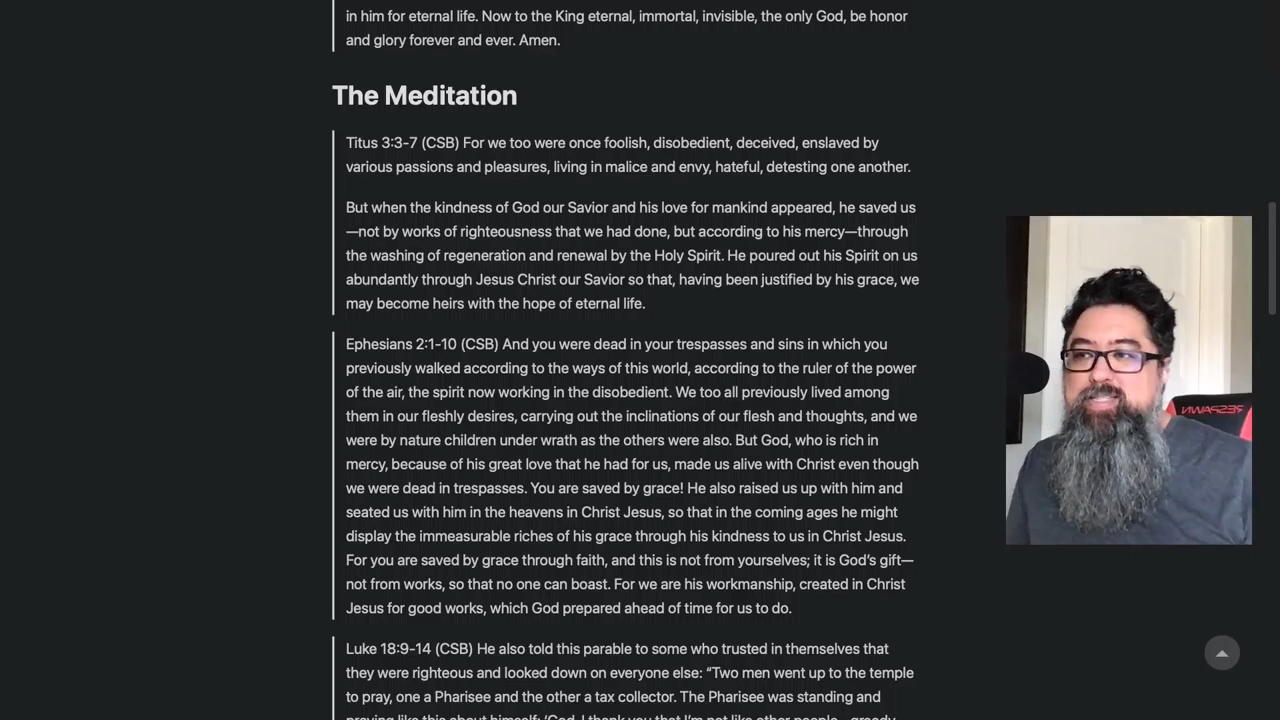 in him for eternal life. Now to the King eternal, immortal, invisible, the only God, be honor
and glory forever and ever. Amen.
The Meditation
Titus 3:3-7 (CSB) For we too were once foolish, disobedient, deceived, enslaved by
various passions and pleasures, living in malice and envy, hateful, detesting one another.
But when the kindness of God our Savior and his love for mankind appeared, he saved us
—not by works of righteousness that we had done, but according to his mercy—through
the washing of regeneration and renewal by the Holy Spirit. He poured out his Spirit on us
abundantly through Jesus Christ our Savior so that, having been justified by his grace, we
may become heirs with the hope of eternal life.
Ephesians 2:1-10 (CSB) And you were dead in your trespasses and sins in which you
previously walked according to the ways of this world, according to the ruler of the power
of the air, the spirit now working in the disobedient. We too all previously lived among
them in our fleshly desires, carrying out the inclinations of our flesh and thoughts, and we
were by nature children under wrath as the others were also. But God, who is rich in
mercy, because of his great love that he had for us, made us alive with Christ even though
we were dead in trespasses. You are saved by grace! He also raised us up with him and
seated us with him in the heavens in Christ Jesus, so that in the coming ages he might
display the immeasurable riches of his grace through his kindness to us in Christ Jesus.
For you are saved by grace through faith, and this is not from yourselves; it is God's gift—
not from works, so that no one can boast. For we are his workmanship, created in Christ
Jesus for good works, which God prepared ahead of time for us to do.
Luke 18:9-14 (CSB) He also told this parable to some who trusted in themselves that
they were righteous and looked down on everyone else: “Two men went up to the temple
to pray, one a Pharisee and the other a tax collector. The Pharisee was standing and
praying like this about himself: ‘God, I thank you that I'm not like other people—greedy,
RESPAWN